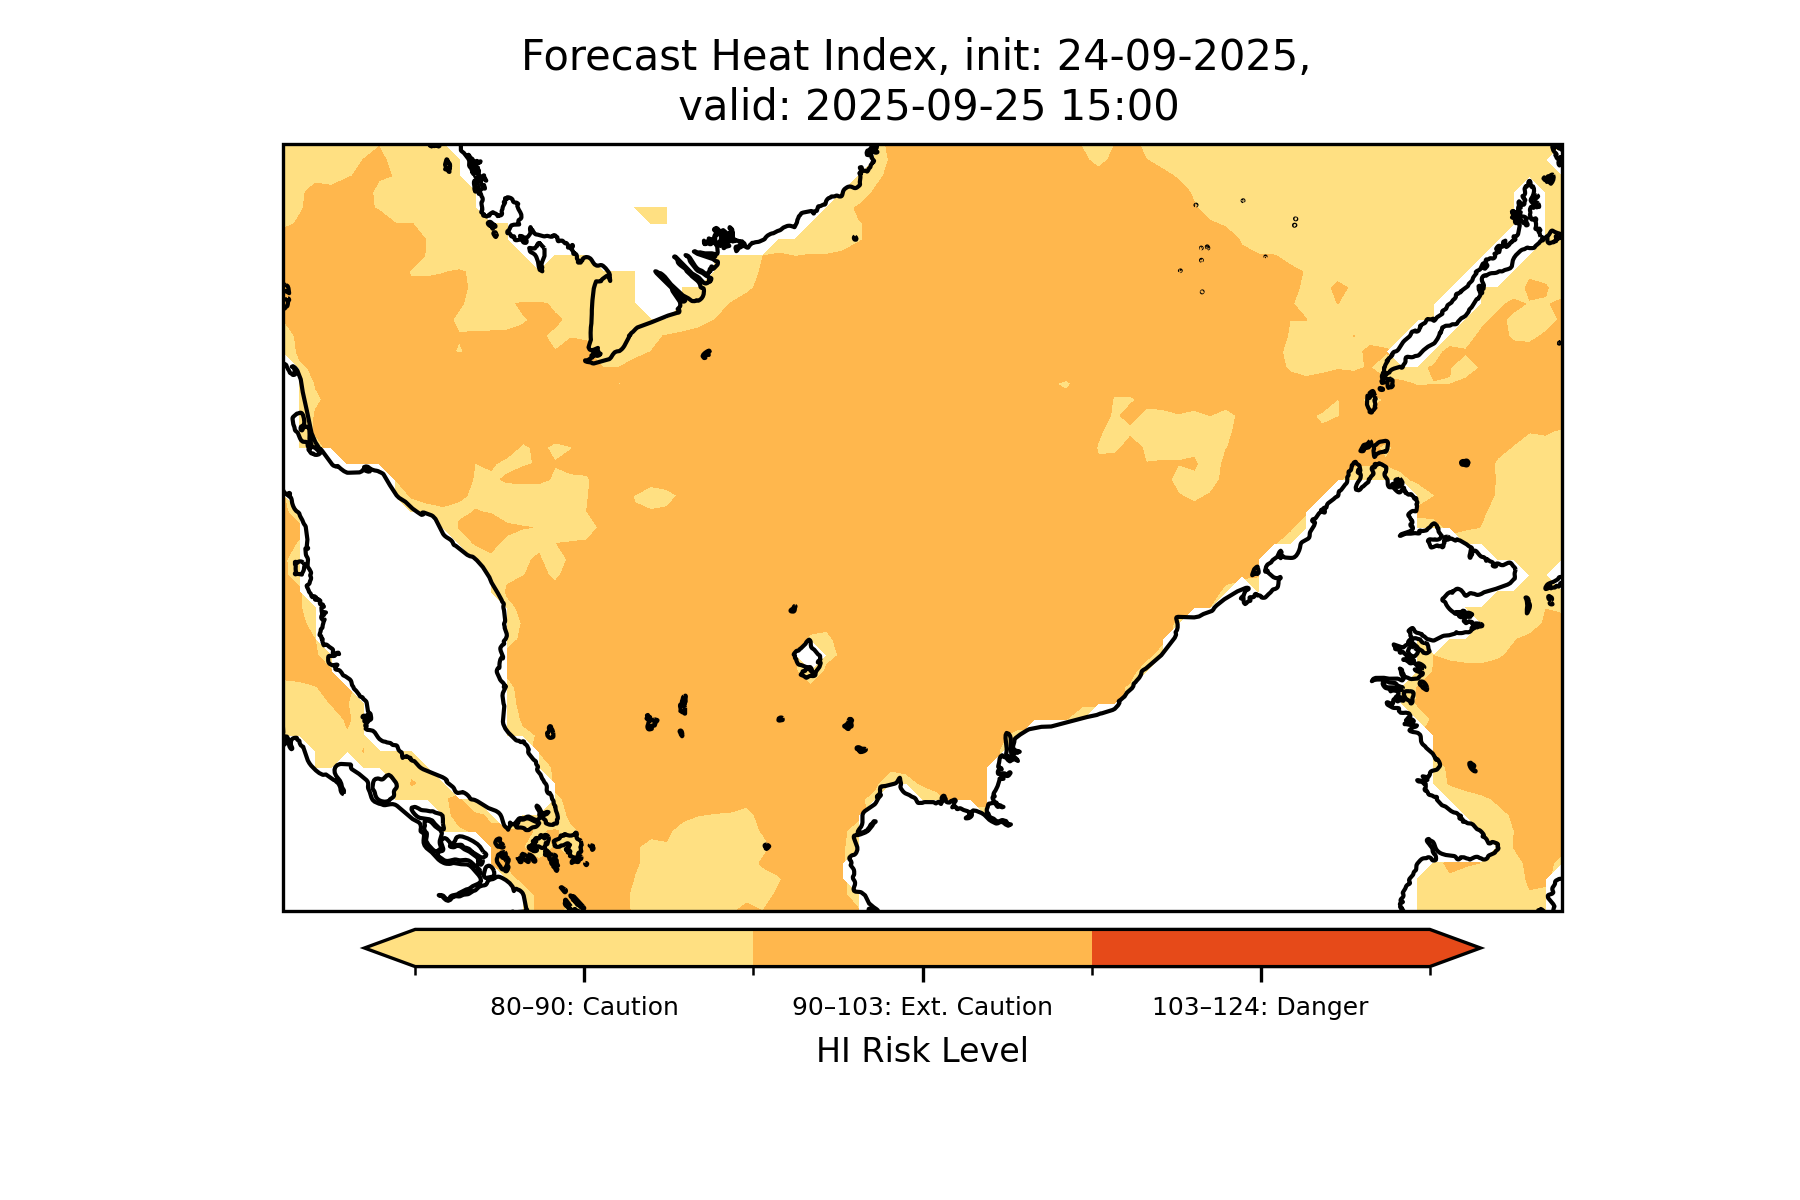 Forecast Heat Index, init: 24-09-2025,
valid: 2025-09-25 15:00
80–90: Caution
90–103: Ext. Caution
103–124: Danger
HI Risk Level